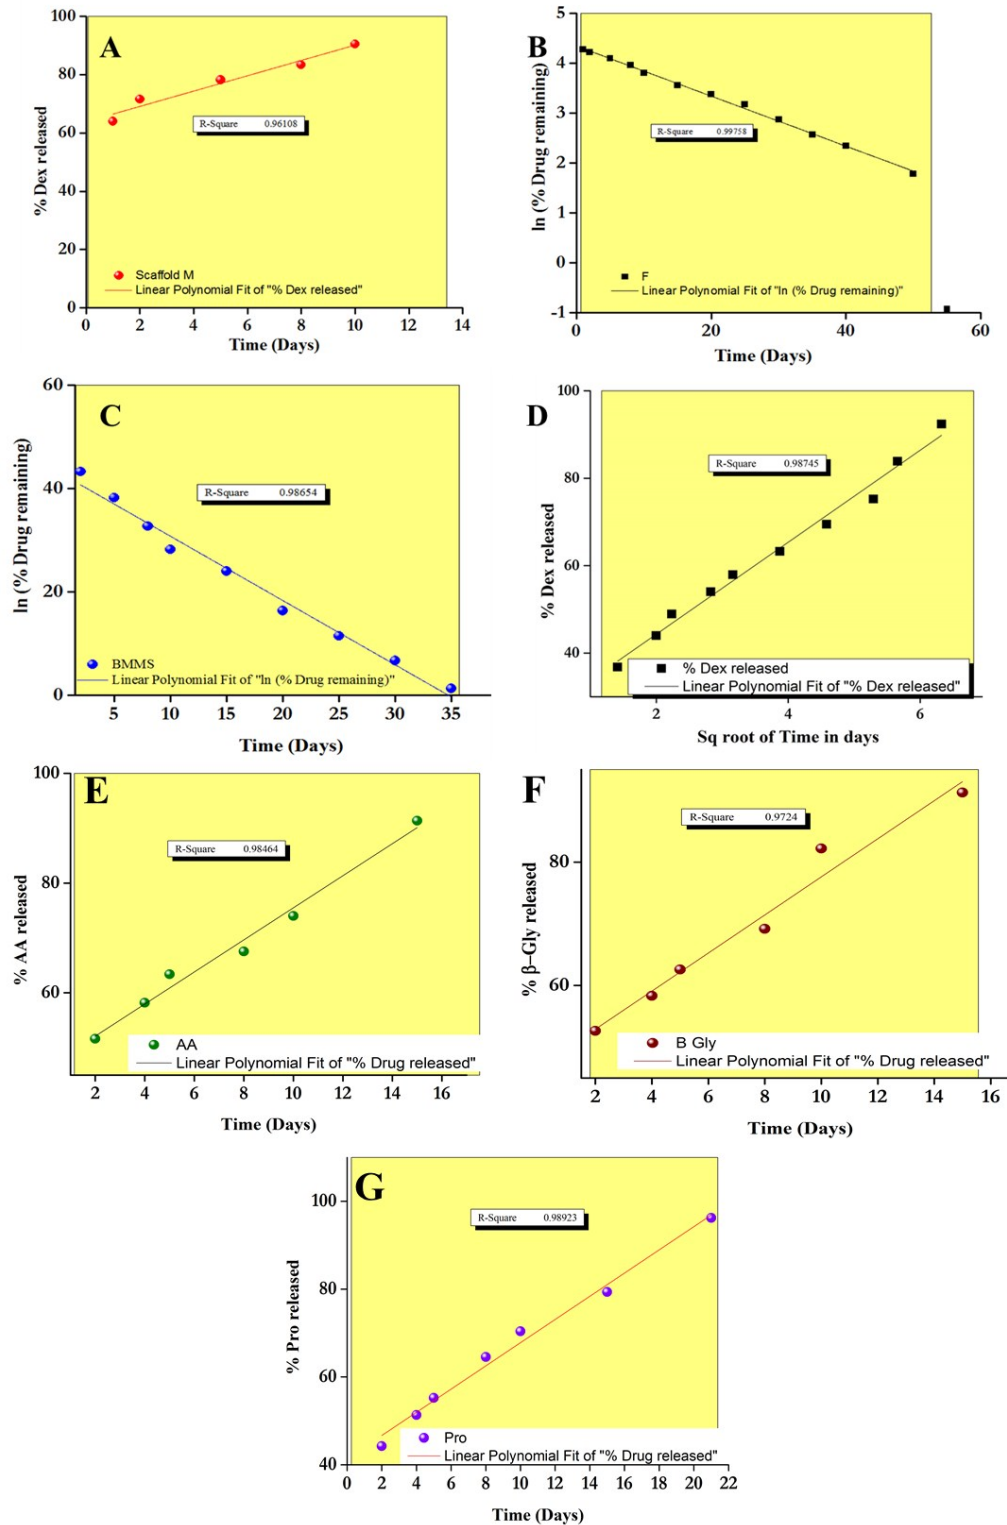 A
100
80
60
40
20
0
% Dex released
R-Square 0.96108
Scaffold M
Linear Polynomial Fit of "% Dex released"
0 2 4 6 8 10 12 14
Time (Days)
B
5
4
3
2
1
0
-1
ln (% Drug remaining)
R-Square 0.99758
F
Linear Polynomial Fit of "ln (% Drug remaining)"
0 20 40 60
Time (Days)
C
60
40
20
0
ln (% Drug remaining)
R-Square 0.98654
BMMS
Linear Polynomial Fit of "ln (% Drug remaining)"
5 10 15 20 25 30 35
Time (Days)
D
100
80
60
40
% Dex released
R-Square 0.98745
% Dex released
Linear Polynomial Fit of "% Dex released"
2 4 6
Sq root of Time in days
E
100
80
60
% AA released
R-Square 0.98464
AA
Linear Polynomial Fit of "% Drug released"
2 4 6 8 10 12 14 16
Time (Days)
F
80
60
% β–Gly released
R-Square 0.9724
B Gly
Linear Polynomial Fit of "% Drug released"
2 4 6 8 10 12 14 16
Time (Days)
G
100
80
60
40
% Pro released
R-Square 0.98923
Pro
Linear Polynomial Fit of "% Drug released"
0 2 4 6 8 10 12 14 16 18 20 21 22
Time (Days)